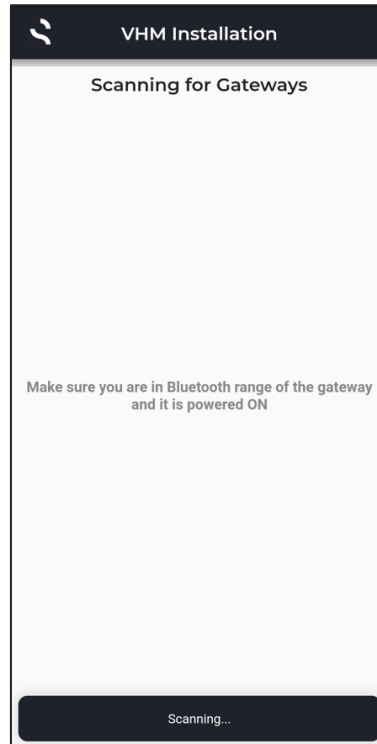 VHM Installation
Scanning for Gateways
Make sure you are in Bluetooth range of the gateway
and it is powered ON
Scanning...